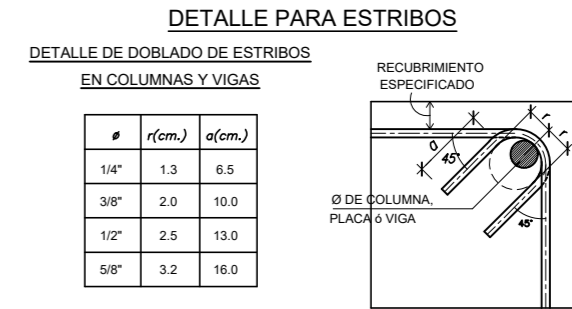 DETALLE PARA ESTRIBOS
DETALLE DE DOBLADO DE ESTRIBOS
EN COLUMNAS Y VIGAS
ø r(cm.) a(cm.)
1/4" 1.3 6.5
3/8" 2.0 10.0
1/2" 2.5 13.0
5/8" 3.2 16.0
RECUBRIMIENTO
ESPECIFICADO
r
r
a
45°
Ø DE COLUMNA,
PLACA ó VIGA
45°